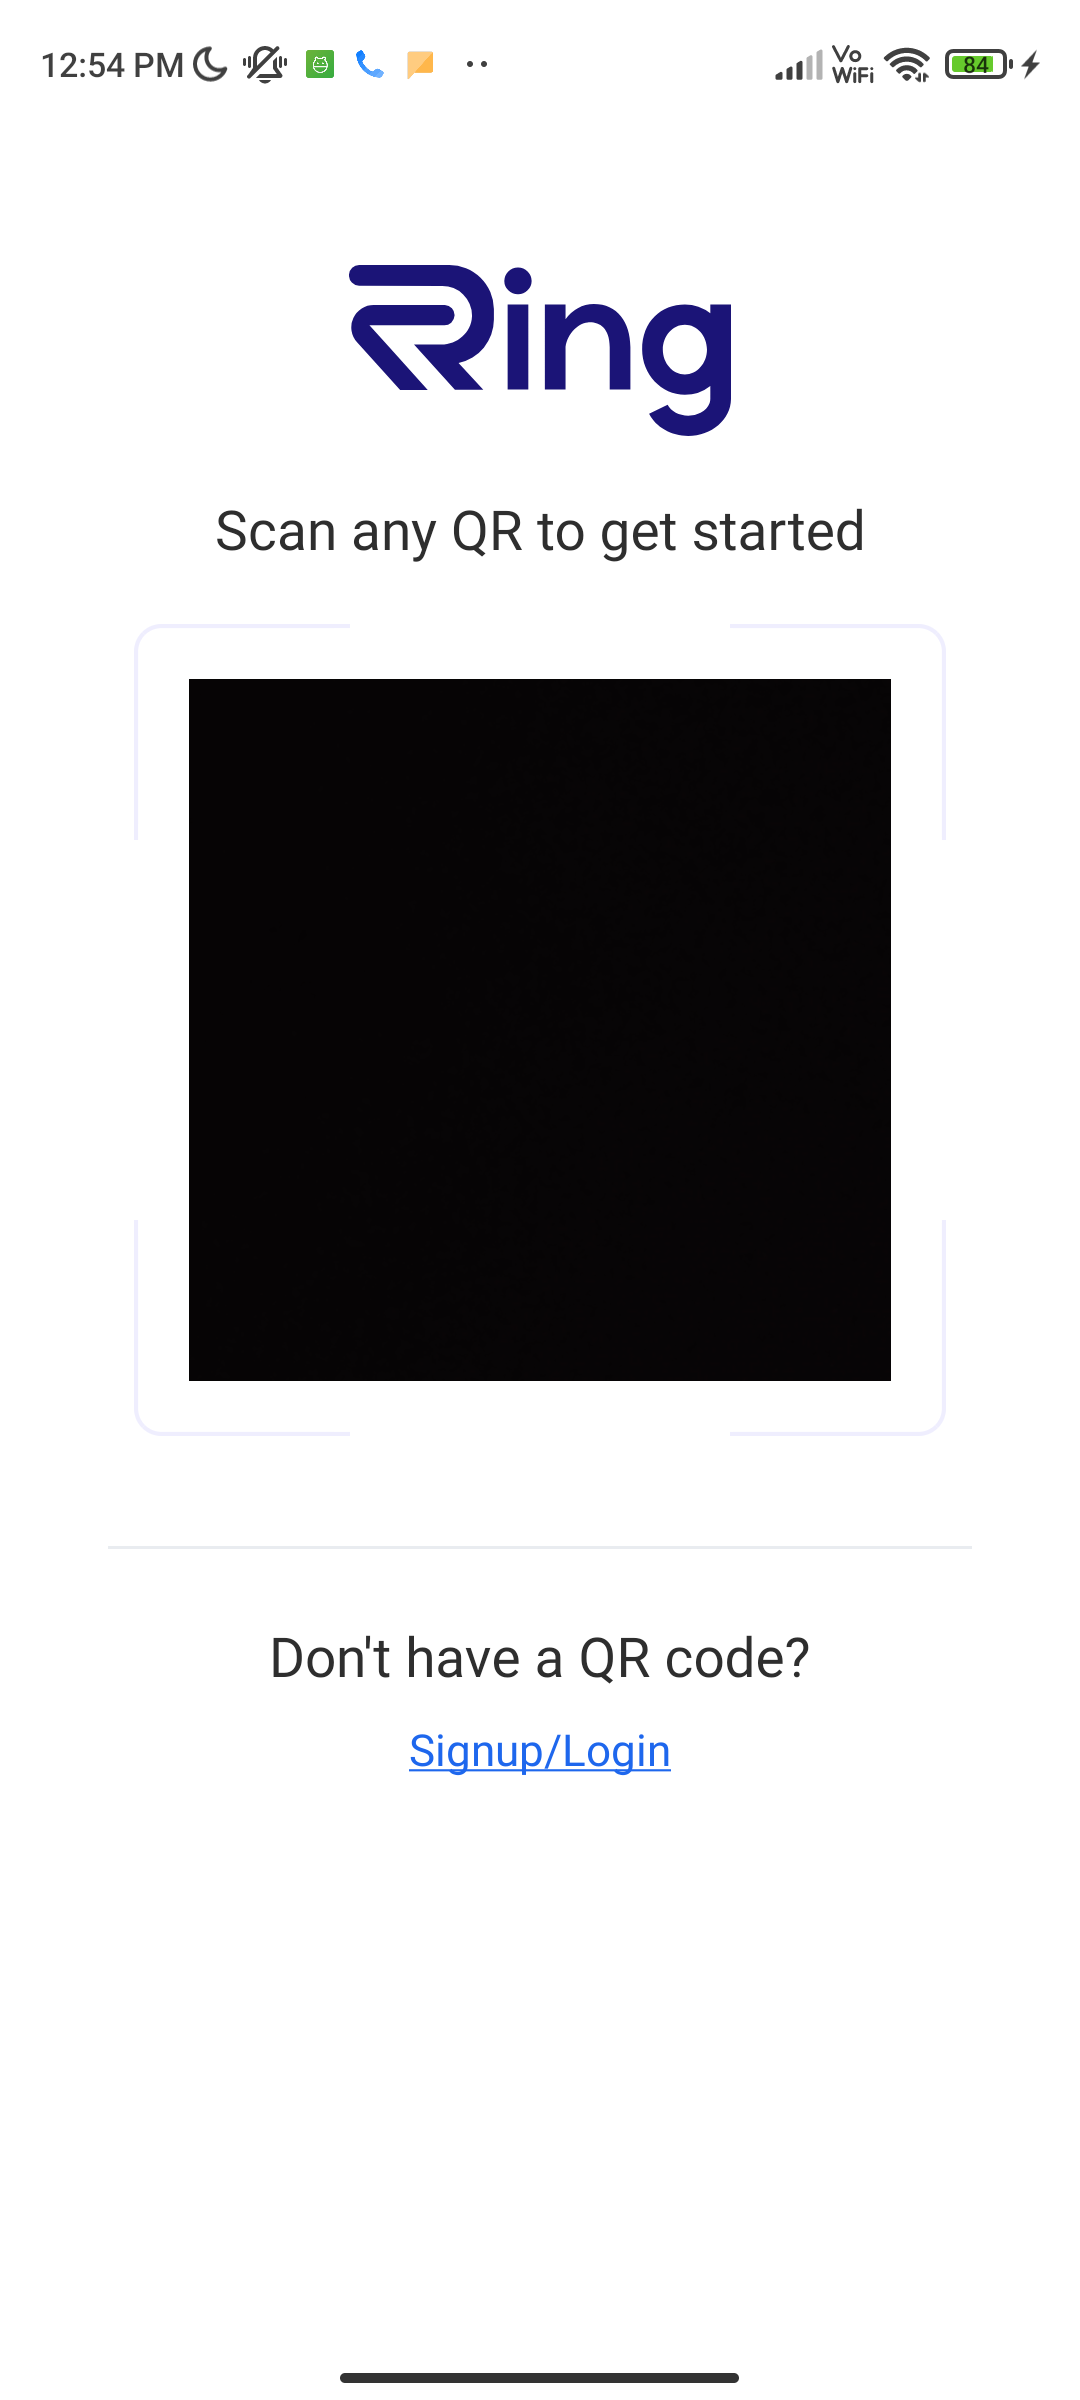 12:54 PM
Vo
WiFi
84
Ring
Scan any QR to get started
Don't have a QR code?
Signup/Login